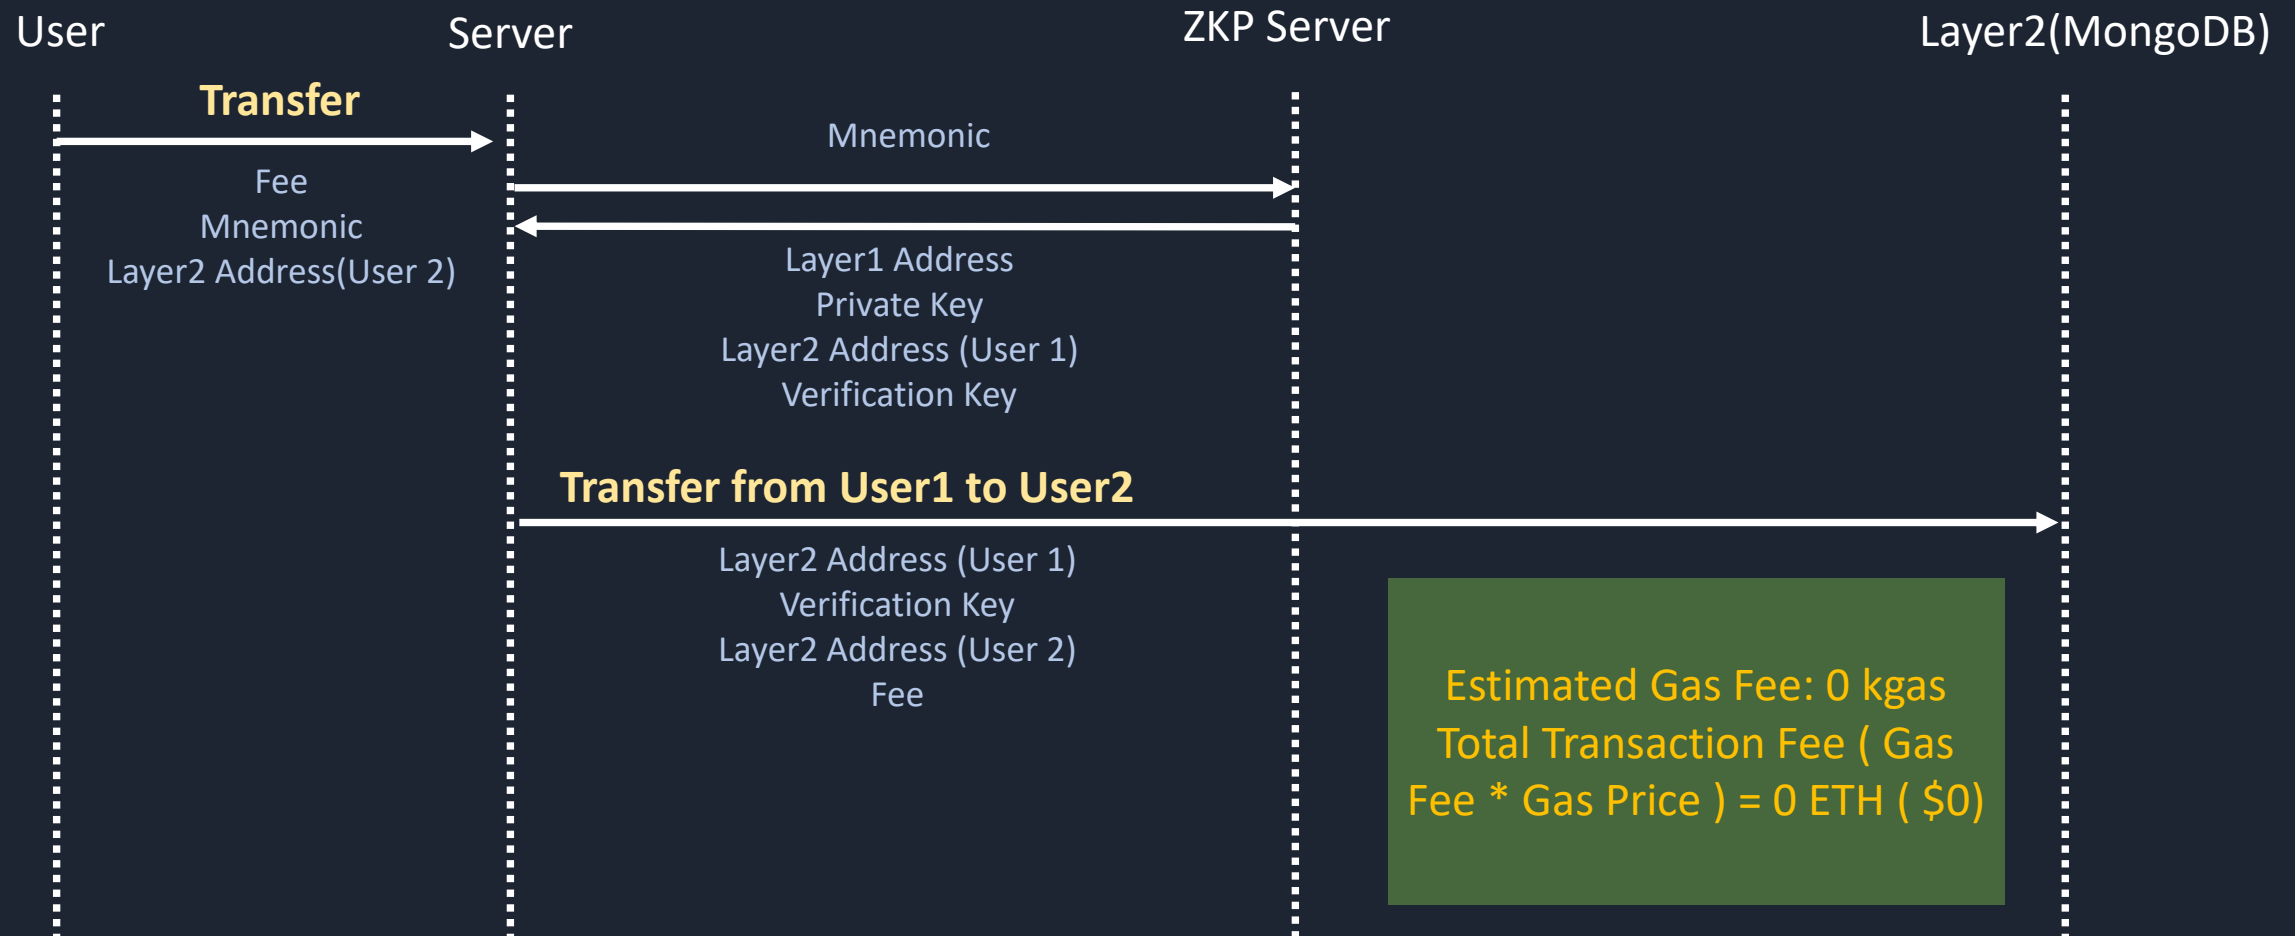 User
Server
ZKP Server
Layer2(MongoDB)
Transfer
Fee
Mnemonic
Layer2 Address(User 2)
Mnemonic
Layer1 Address
Private Key
Layer2 Address (User 1)
Verification Key
Transfer from User1 to User2
Layer2 Address (User 1)
Verification Key
Layer2 Address (User 2)
Fee
Estimated Gas Fee: 0 kgas
Total Transaction Fee ( Gas
Fee * Gas Price ) = 0 ETH ( $0)